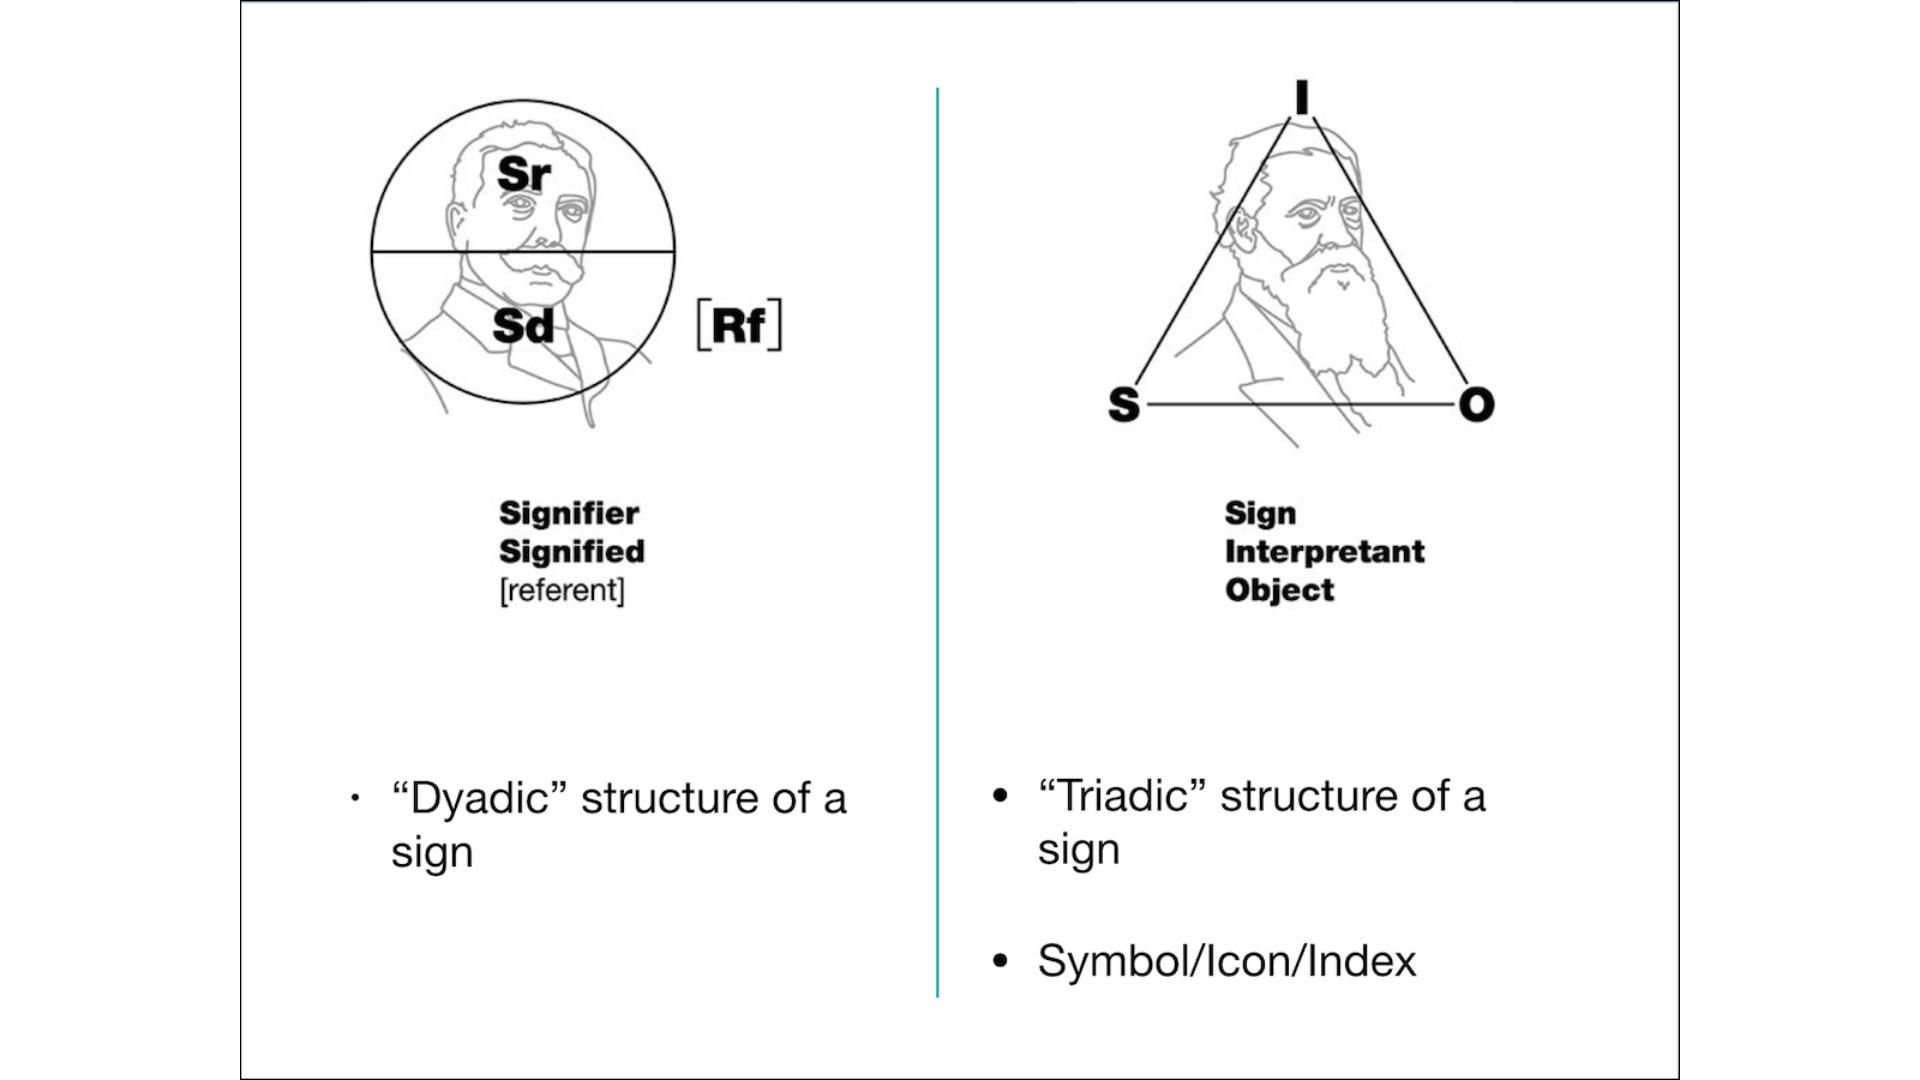 Sr
Sd
[Rf]
Signifier
Signified
[referent]
• “Dyadic” structure of a
sign
I
S
O
Sign
Interpretant
Object
• “Triadic” structure of a
sign
• Symbol/Icon/Index